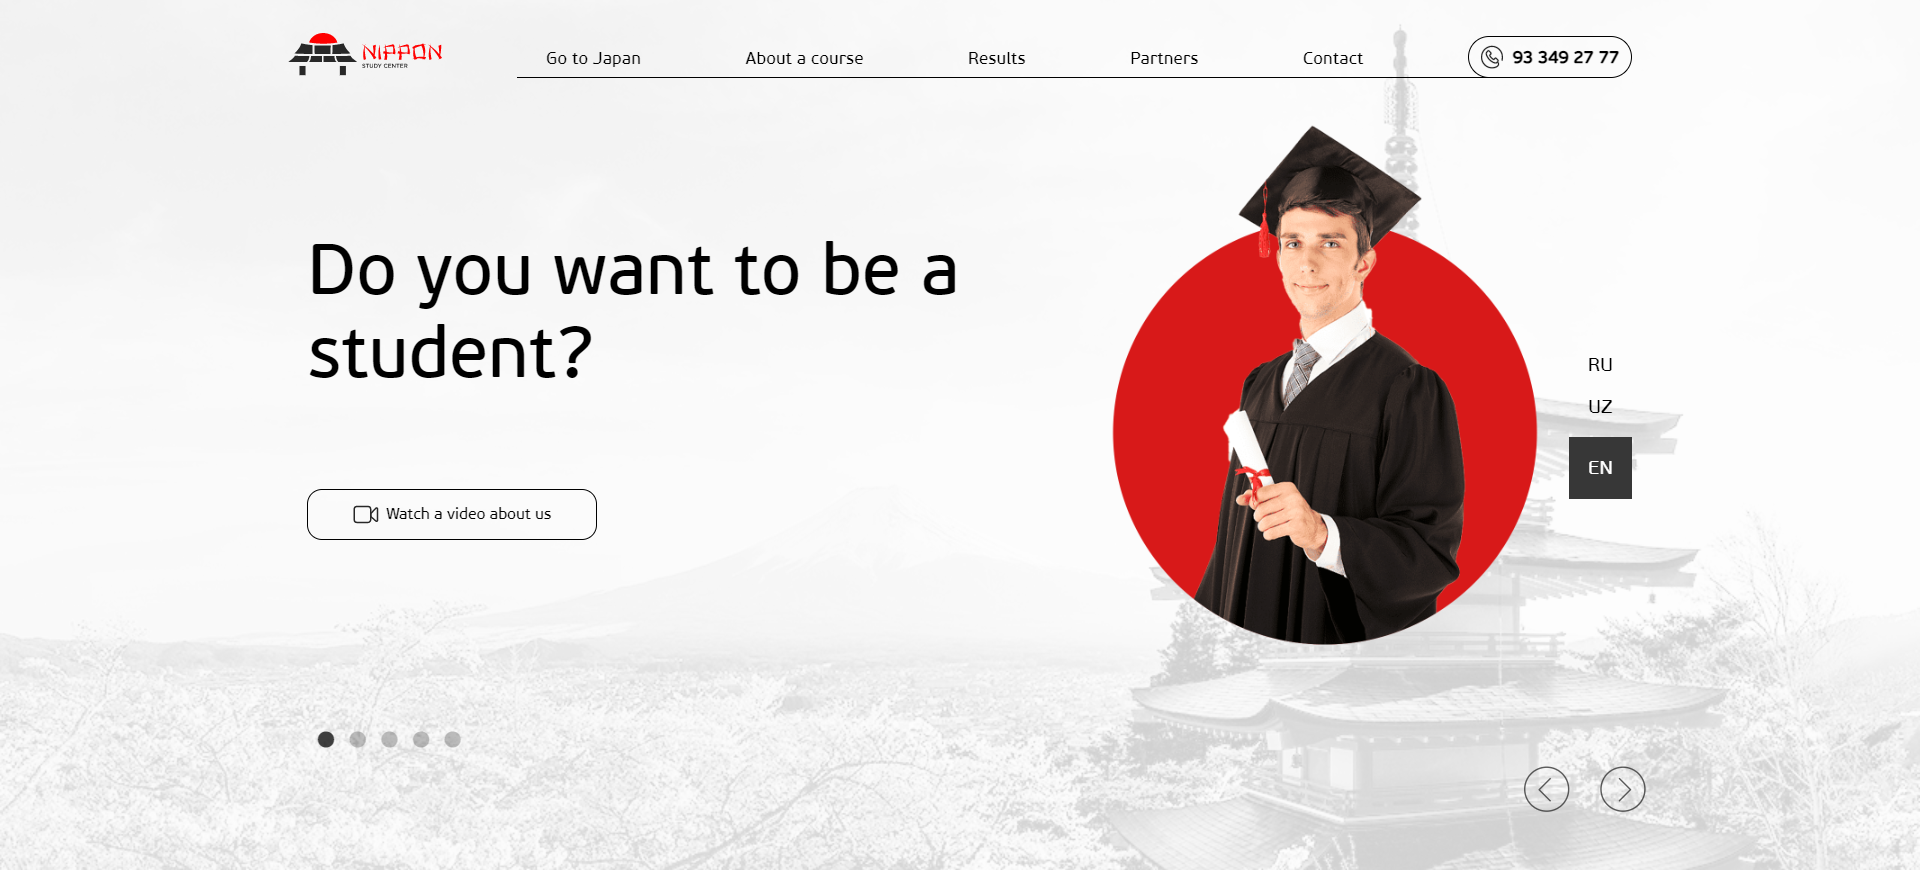 NIPPON
STUDY CENTER
Go to Japan
About a course
Results
Partners
Contact
93 349 27 77
Do you want to be a
student?
RU
UZ
EN
Watch a video about us